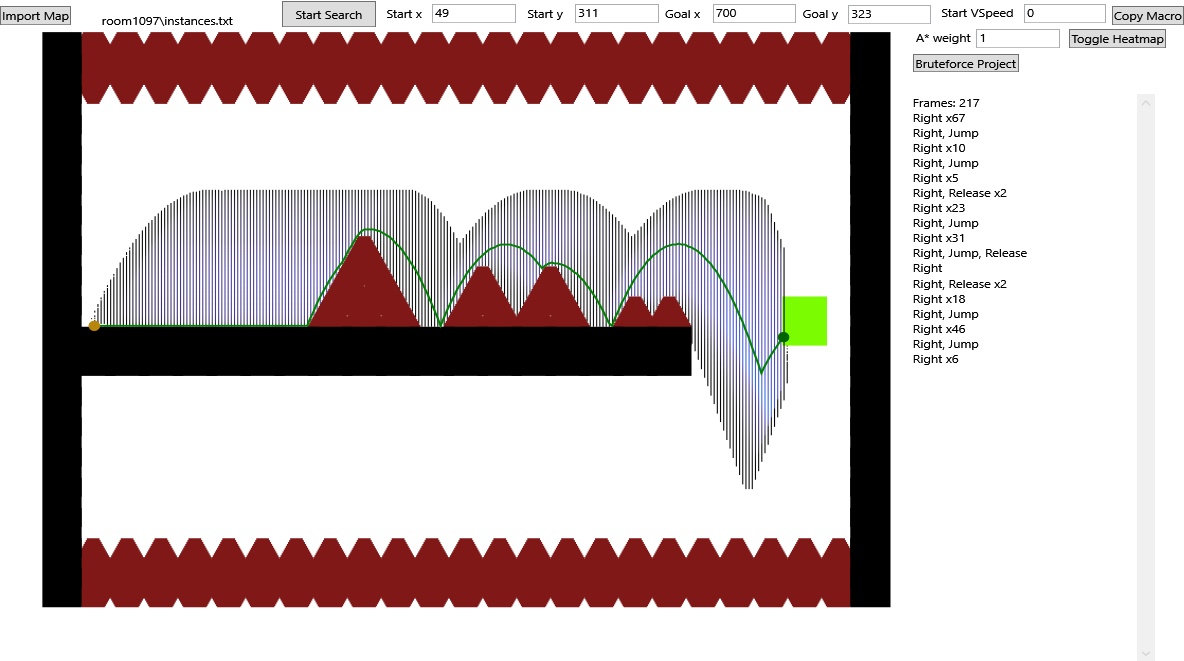 Import Map
room1097\instances.txt
Start Search
Start x 49
Start y 311
Goal x 700
Goal y 323
Start VSpeed 0
Copy Macro
A* weight 1
Toggle Heatmap
Bruteforce Project
Frames: 217
Right x67
Right, Jump
Right x10
Right, Jump
Right x5
Right, Release x2
Right x23
Right, Jump
Right x31
Right, Jump, Release
Right
Right, Release x2
Right x18
Right, Jump
Right x46
Right, Jump
Right x6